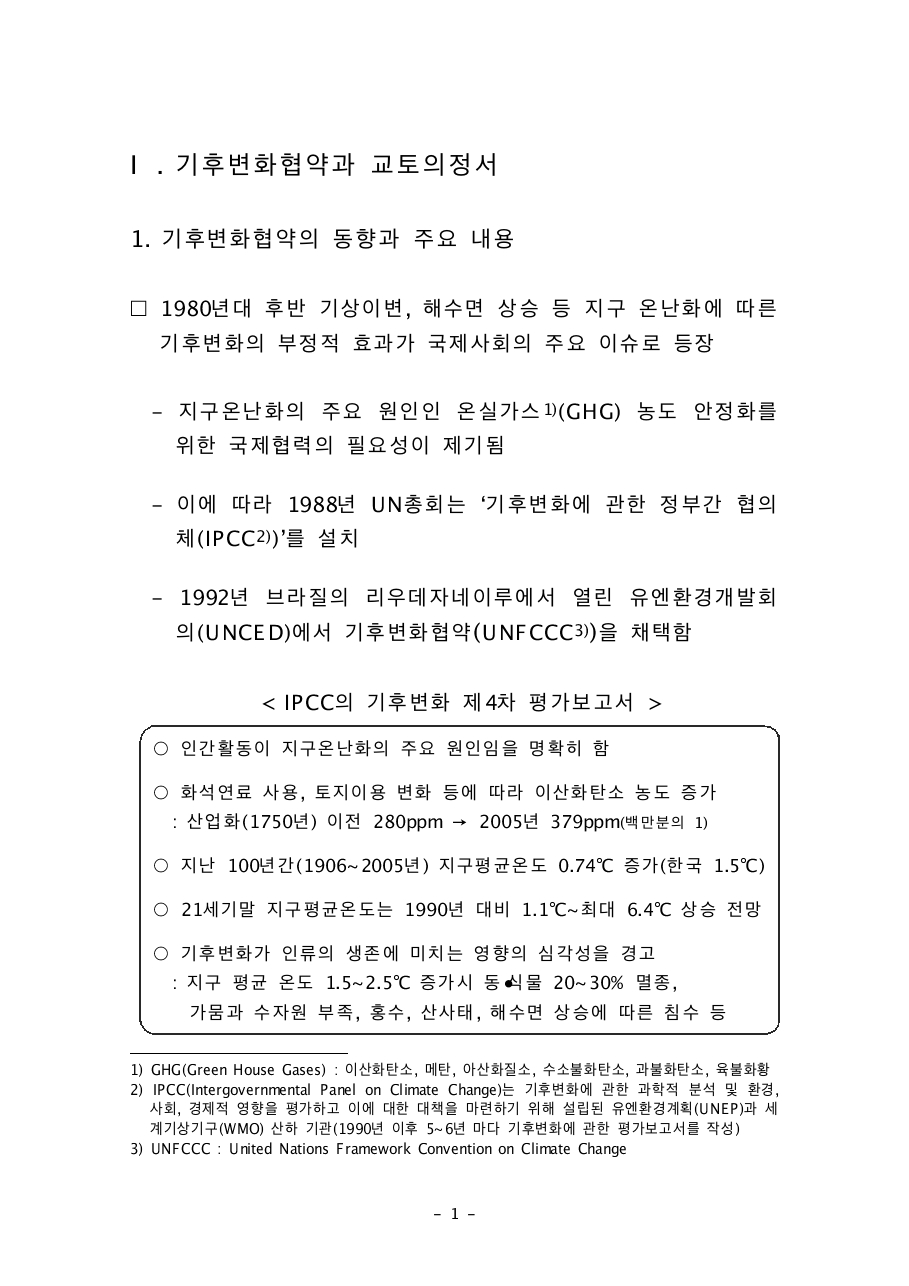 Ⅰ. 기후변화협약과 교토의정서
1. 기후변화협약의 동향과 주요 내용
□ 1980년대 후반 기상이변, 해수면 상승 등 지구 온난화에 따른
기후변화의 부정적 효과가 국제사회의 주요 이슈로 등장
- 지구온난화의 주요 원인인 온실가스1)(GHG) 농도 안정화를
위한 국제협력의 필요성이 제기됨
- 이에 따라 1988년 UN총회는 ‘기후변화에 관한 정부간 협의
체(IPCC2))’를 설치
- 1992년 브라질의 리우데자네이루에서 열린 유엔환경개발회
의(UNCED)에서 기후변화협약(UNFCCC3))을 채택함
< IPCC의 기후변화 제4차 평가보고서 >
○ 인간활동이 지구온난화의 주요 원인임을 명확히 함
○ 화석연료 사용, 토지이용 변화 등에 따라 이산화탄소 농도 증가
: 산업화(1750년) 이전 280ppm → 2005년 379ppm(백만분의 1)
○ 지난 100년간(1906~2005년) 지구평균온도 0.74℃ 증가(한국 1.5℃)
○ 21세기말 지구평균온도는 1990년 대비 1.1℃~최대 6.4℃ 상승 전망
○ 기후변화가 인류의 생존에 미치는 영향의 심각성을 경고
: 지구 평균 온도 1.5~2.5℃ 증가시 동•식물 20~30% 멸종,
가뭄과 수자원 부족, 홍수, 산사태, 해수면 상승에 따른 침수 등
1) GHG(Green House Gases) : 이산화탄소, 메탄, 아산화질소, 수소불화탄소, 과불화탄소, 육불화황
2) IPCC(Intergovernmental Panel on Climate Change)는 기후변화에 관한 과학적 분석 및 환경,
사회, 경제적 영향을 평가하고 이에 대한 대책을 마련하기 위해 설립된 유엔환경계획(UNEP)과 세
계기상기구(WMO) 산하 기관(1990년 이후 5~6년 마다 기후변화에 관한 평가보고서를 작성)
3) UNFCCC : United Nations Framework Convention on Climate Change
- 1 -